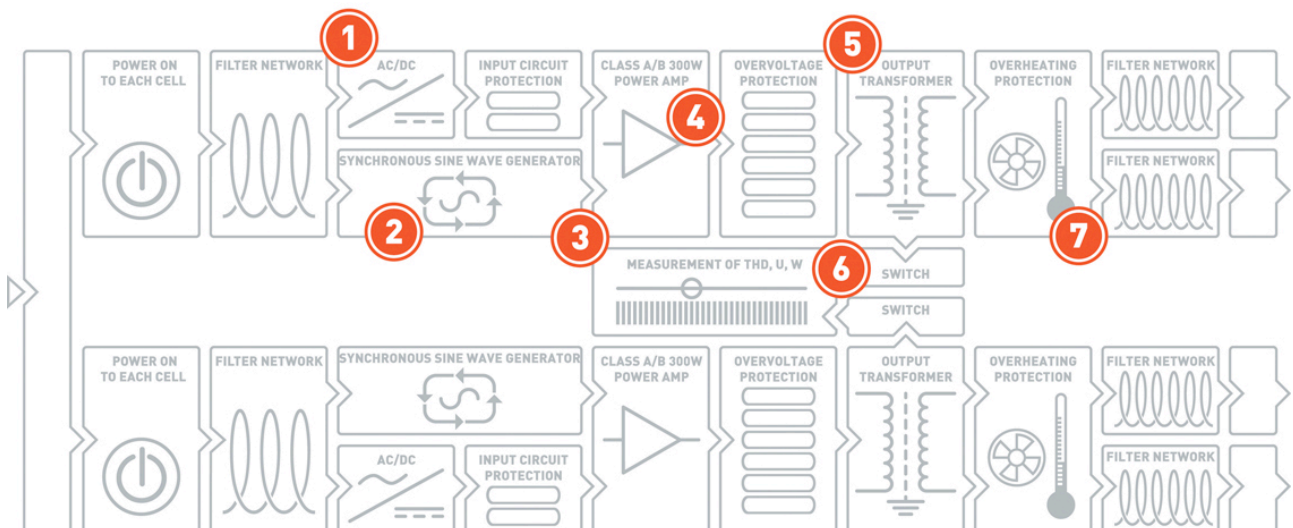 1
5
POWER ON
TO EACH CELL
FILTER NETWORK
AC/DC
INPUT CIRCUIT
PROTECTION
CLASS A/B 300W
POWER AMP
OVERVOLTAGE
PROTECTION
OUTPUT
TRANSFORMER
OVERHEATING
PROTECTION
FILTER NETWORK
4
SYNCHRONOUS SINE WAVE GENERATOR
FILTER NETWORK
2
3
7
MEASUREMENT OF THD, U, W
6
SWITCH
SWITCH
POWER ON
TO EACH CELL
FILTER NETWORK
SYNCHRONOUS SINE WAVE GENERATOR
CLASS A/B 300W
POWER AMP
OVERVOLTAGE
PROTECTION
OUTPUT
TRANSFORMER
OVERHEATING
PROTECTION
FILTER NETWORK
AC/DC
INPUT CIRCUIT
PROTECTION
FILTER NETWORK